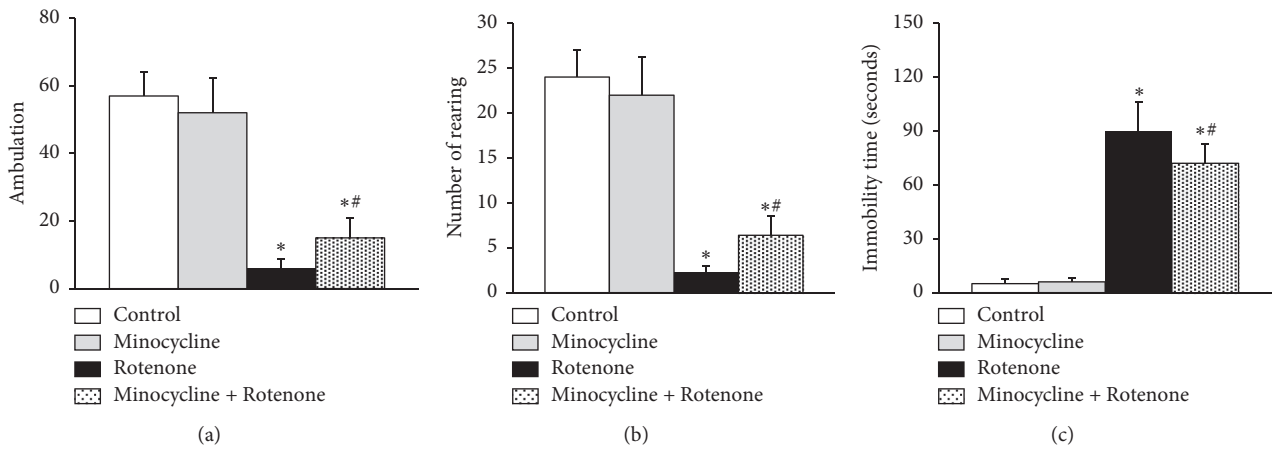 Ambulation
80
60
40
20
0
*
*#
Control
Minocycline
Rotenone
Minocycline + Rotenone
(a)
Number of rearing
30
25
20
15
10
5
0
*
*#
Control
Minocycline
Rotenone
Minocycline + Rotenone
(b)
Immobility time (seconds)
150
120
90
60
30
0
*
*#
Control
Minocycline
Rotenone
Minocycline + Rotenone
(c)